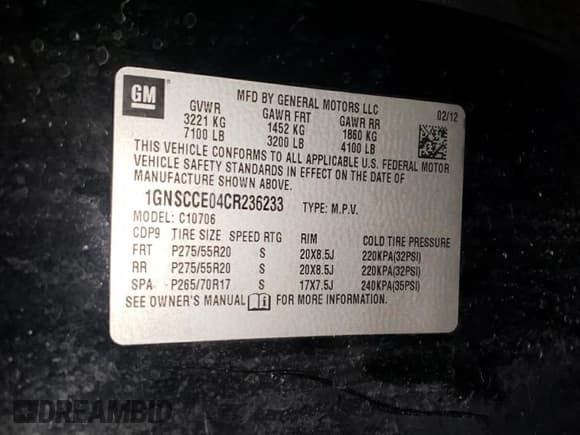 GM
MFD BY GENERAL MOTORS LLC
02/12
GVWR GAWR FRT GAWR RR
3221 KG 1452 KG 1860 KG
7100 LB 3200 LB 4100 LB
THIS VEHICLE CONFORMS TO ALL APPLICABLE U.S. FEDERAL MOTOR
VEHICLE SAFETY STANDARDS IN EFFECT ON THE DATE OF
MANUFACTURE SHOWN ABOVE.
1GNSCCE04CR236233 TYPE: M.P.V.
MODEL: C10706
CDP9 TIRE SIZE SPEED RTG RIM COLD TIRE PRESSURE
FRT P275/55R20 S 20X8.5J 220KPA(32PSI)
RR P275/55R20 S 20X8.5J 220KPA(32PSI)
SPA P265/70R17 S 17X7.5J 240KPA(35PSI)
SEE OWNER'S MANUAL FOR MORE INFORMATION.
DREAMBID